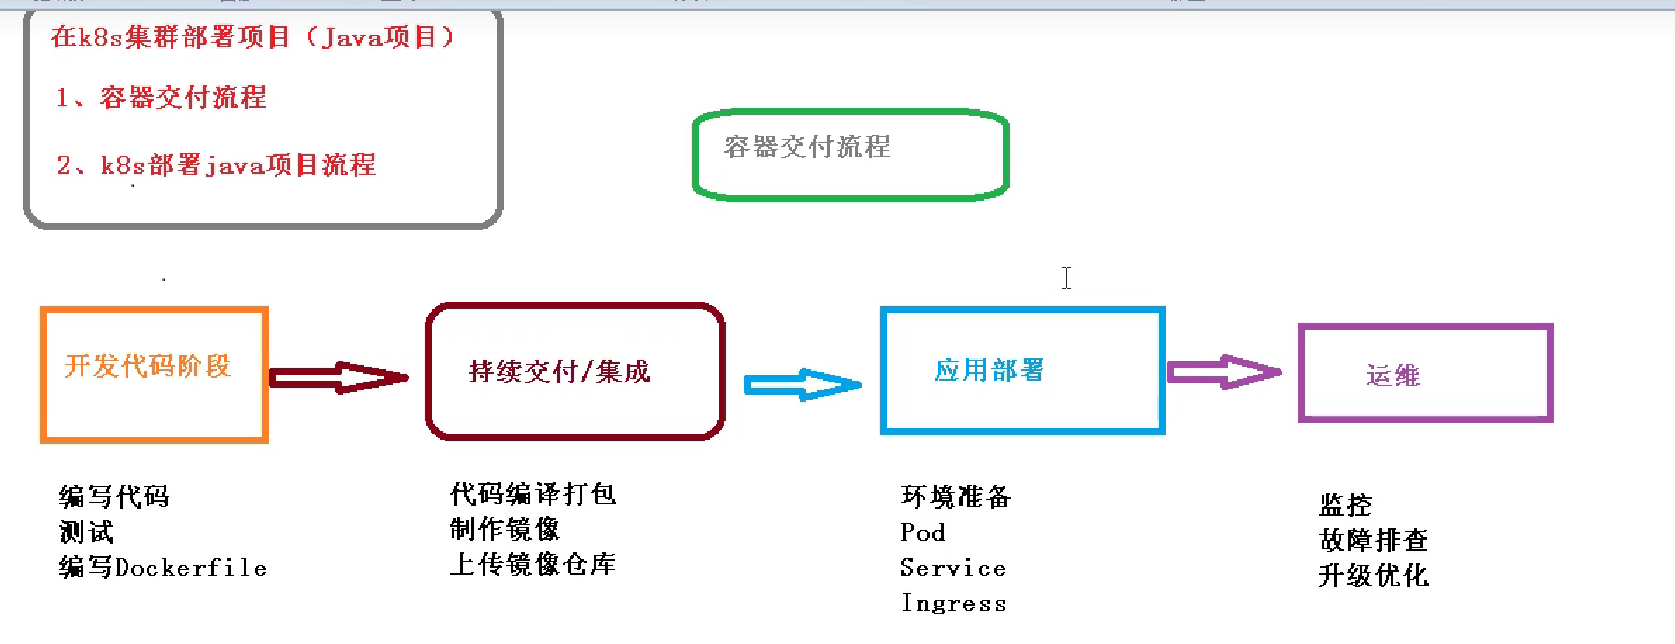 在k8s集群部署项目（Java项目）
1、容器交付流程
2、k8s部署java项目流程
容器交付流程
开发代码阶段
持续交付/集成
应用部署
运维
编写代码
测试
编写Dockerfile
代码编译打包
制作镜像
上传镜像仓库
环境准备
Pod
Service
Ingress
监控
故障排查
升级优化